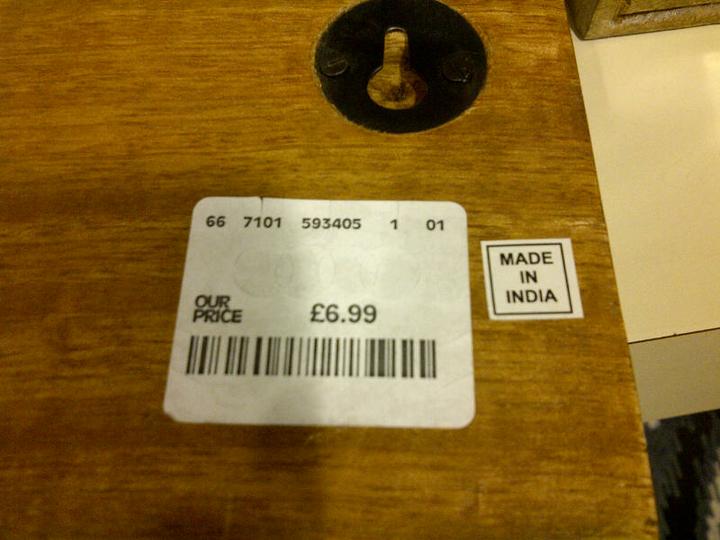 66 7101 593405 1 01
OUR
PRICE £6.99
MADE
IN
INDIA